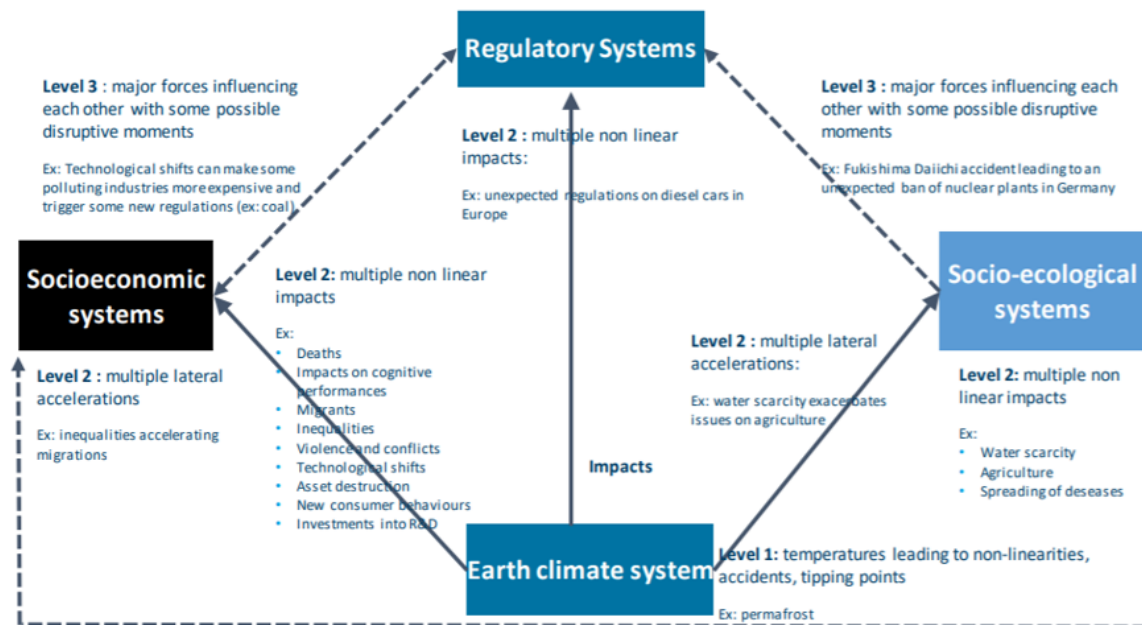 Regulatory Systems
Level 3 : major forces influencing
each other with some possible
disruptive moments
Ex: Technological shifts can make some
polluting industries more expensive and
trigger some new regulations (ex: coal)
Level 2 : multiple non linear
impacts:
Ex: unexpected regulations on diesel cars in
Europe
Level 3 : major forces influencing each
other with some possible disruptive
moments
Ex: Fukishima Daiichi accident leading to an
unexpected ban of nuclear plants in Germany
Socioeconomic
systems
Level 2: multiple non linear
impacts
Ex:
• Deaths
• Impacts on cognitive
performances
• Migrants
• Inequalities
• Violence and conflicts
• Technological shifts
• Asset destruction
• New consumer behaviours
• Investments into R&D
Socio-ecological
systems
Level 2 : multiple lateral
accelerations
Ex: inequalities accelerating
migrations
Level 2 : multiple lateral
accelerations:
Ex: water scarcity exacerbates
issues on agriculture
Level 2: multiple non
linear impacts
Ex:
• Water scarcity
• Agriculture
• Spreading of deseases
Impacts
Earth climate system
Level 1: temperatures leading to non-linearities,
accidents, tipping points
Ex: permafrost